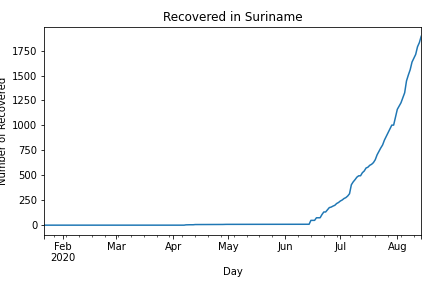 Recovered in Suriname
Number of Recovered
1750
1500
1250
1000
750
500
250
0
Feb
2020
Mar
Apr
May
Jun
Jul
Aug
Day